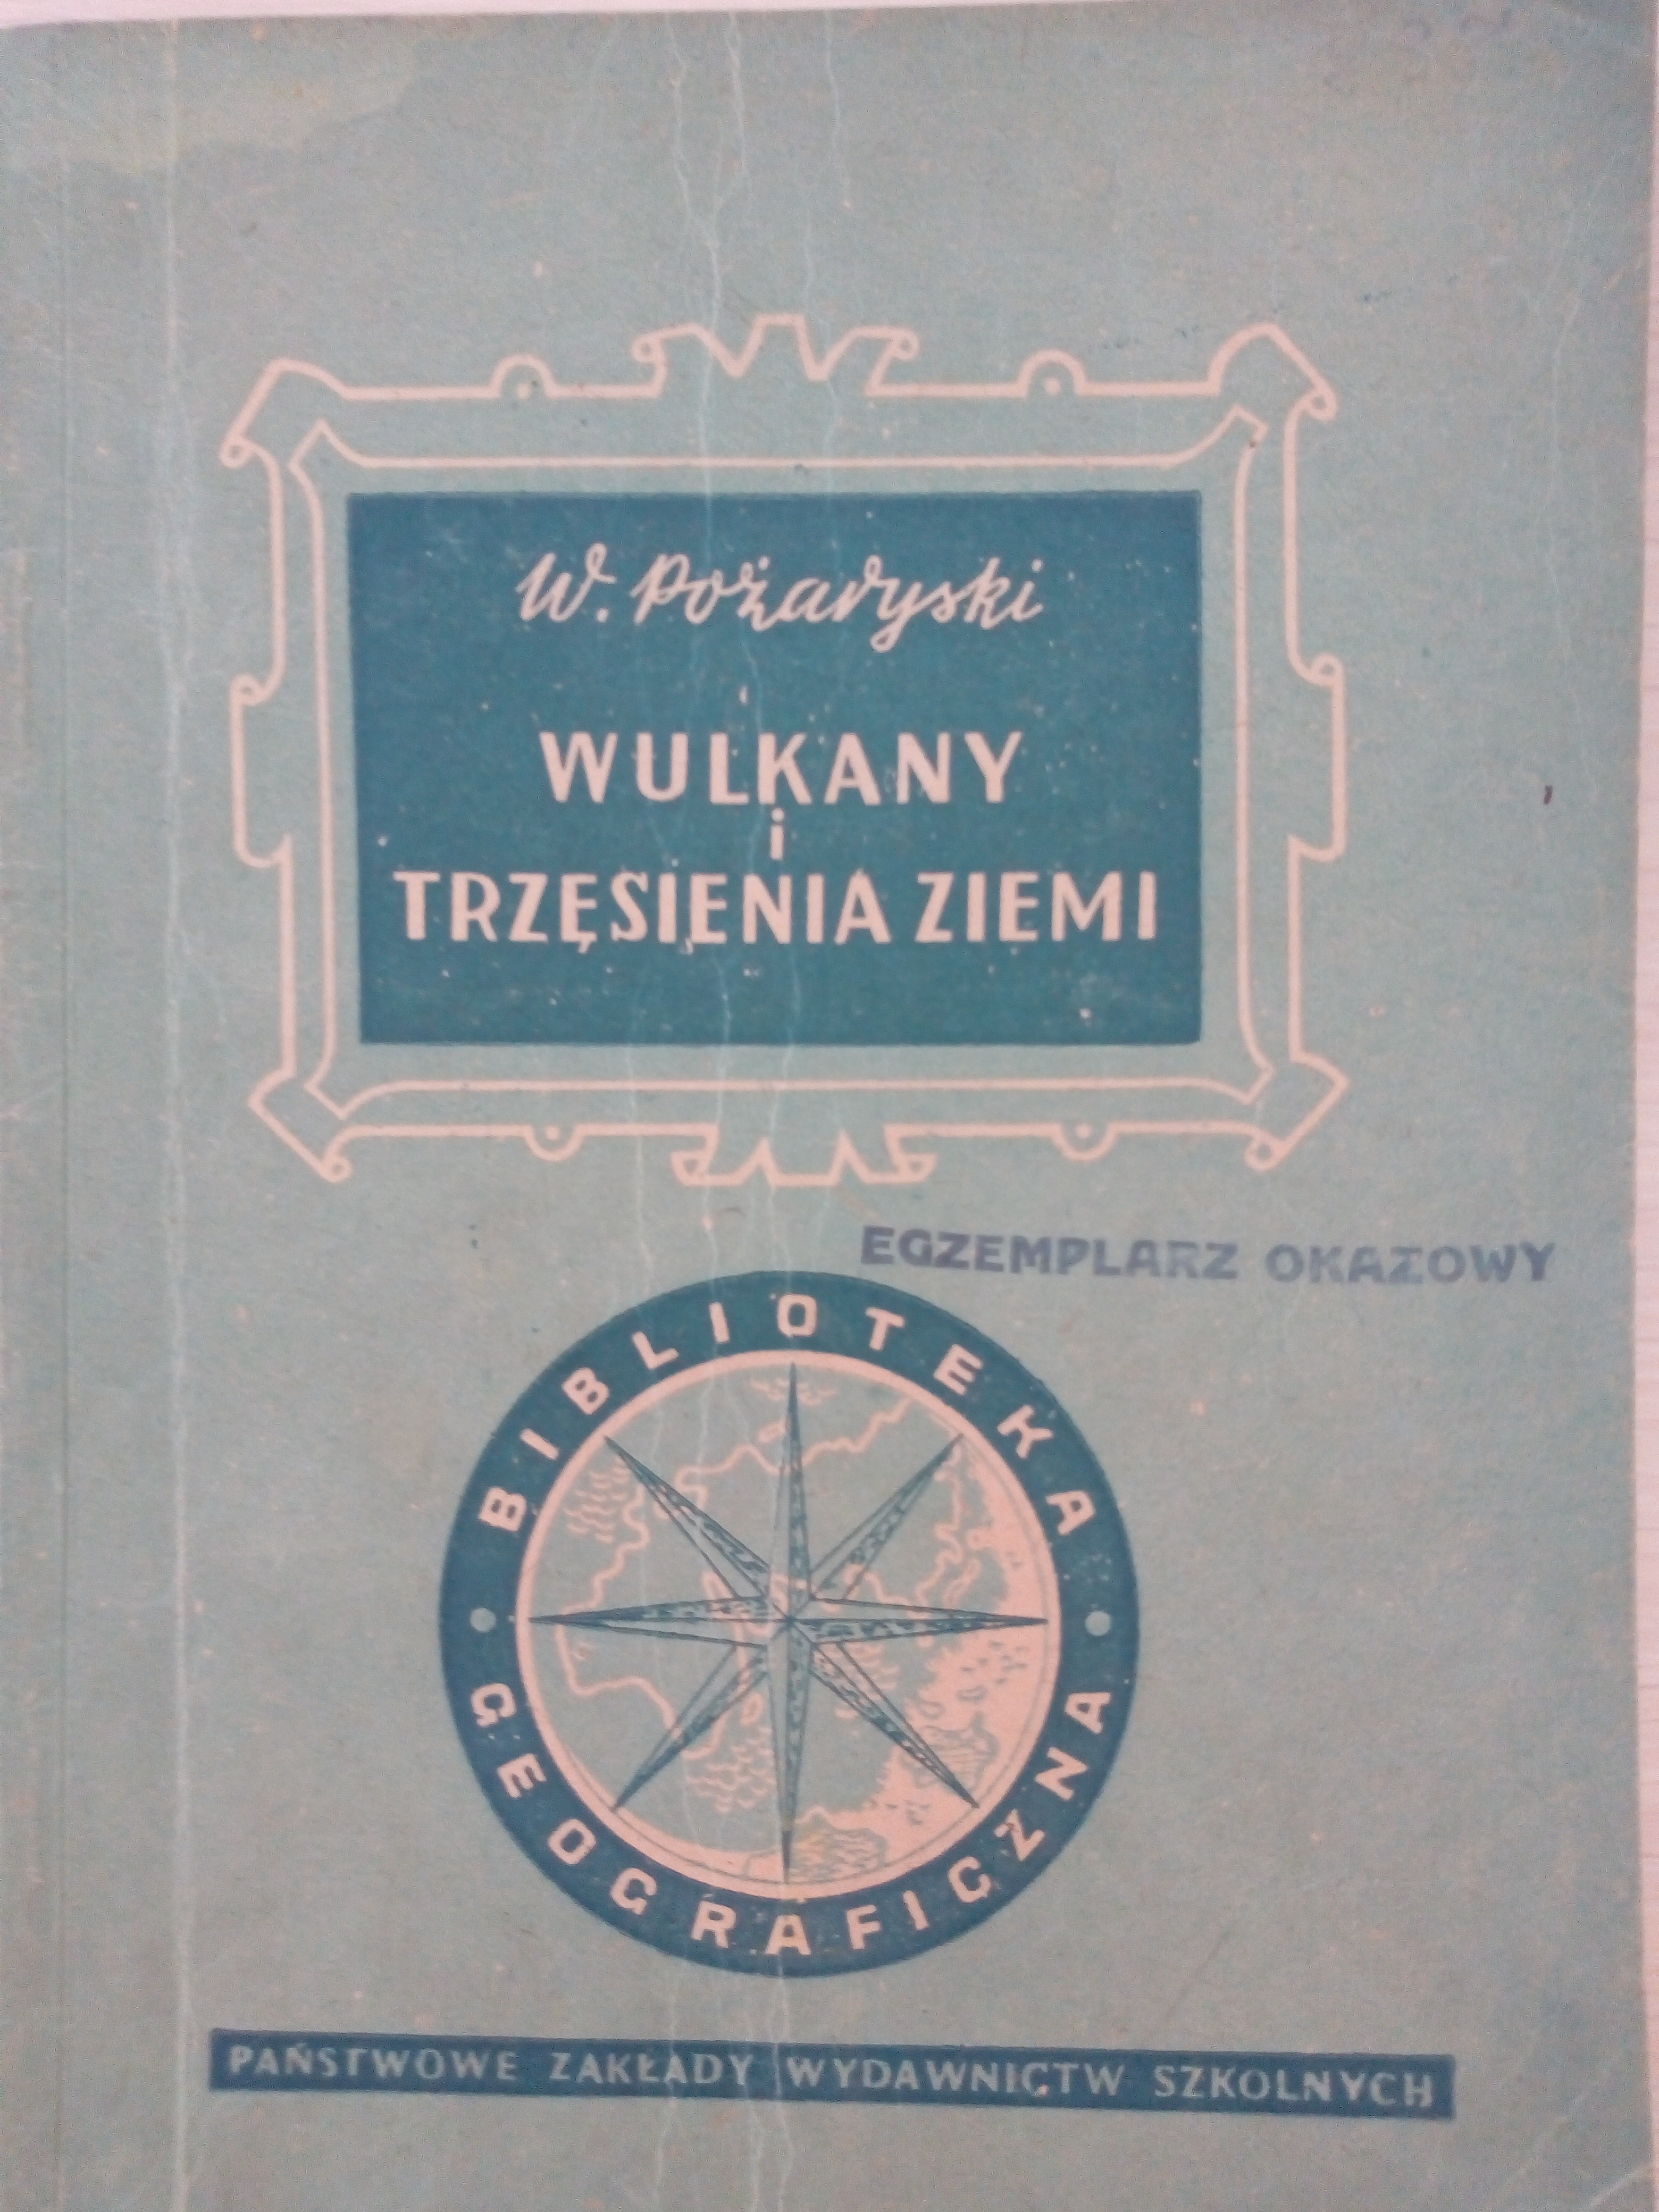 W. Pożaryski
WULKANY
i
TRZĘSIENIA ZIEMI
EGZEMPLARZ OKAZOWY
BIBLIOTEKA
GEOGRAFICZNA
PAŃSTWOWE ZAKŁADY WYDAWNICTW SZKOLNYCH